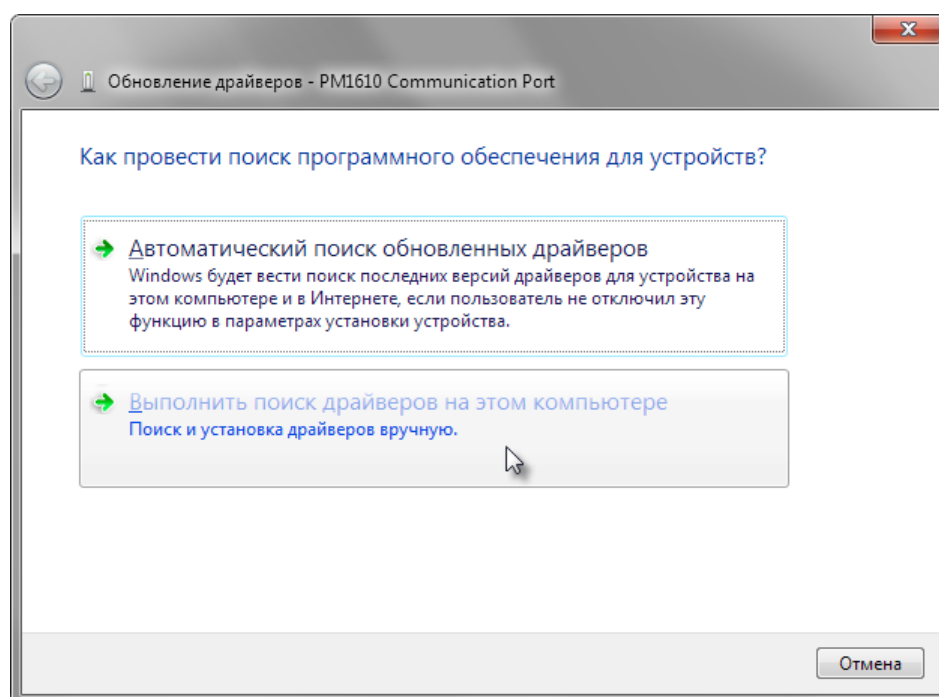 Обновление драйверов - PM1610 Communication Port
Как провести поиск программного обеспечения для устройств?
Автоматический поиск обновленных драйверов
Windows будет вести поиск последних версий драйверов для устройства на
этом компьютере и в Интернете, если пользователь не отключил эту
функцию в параметрах установки устройства.
Выполнить поиск драйверов на этом компьютере
Поиск и установка драйверов вручную.
Отмена